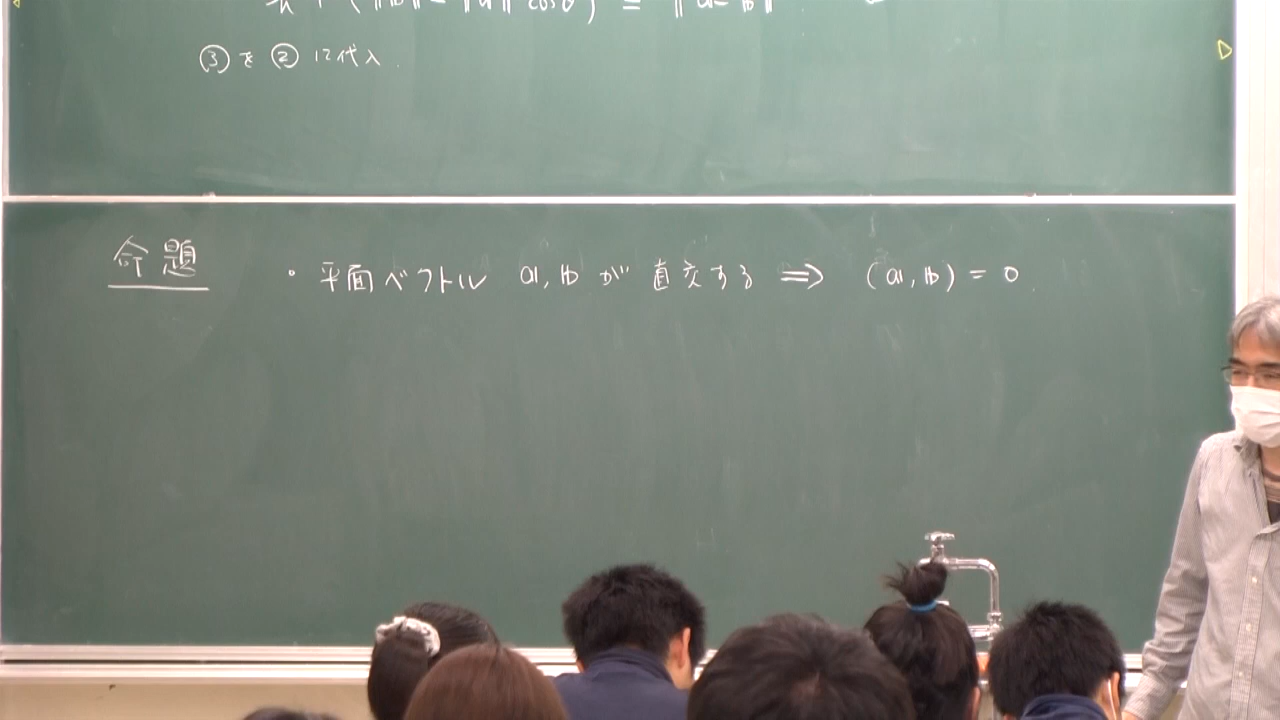 (‖𝕓‖ - ‖𝕒‖ cosθ) = ‖𝕒-𝕓‖
③を②に代入.
命題 ・平面ベクトル 𝕒, 𝕓 が 直交する ⟹ (𝕒, 𝕓) = 0.